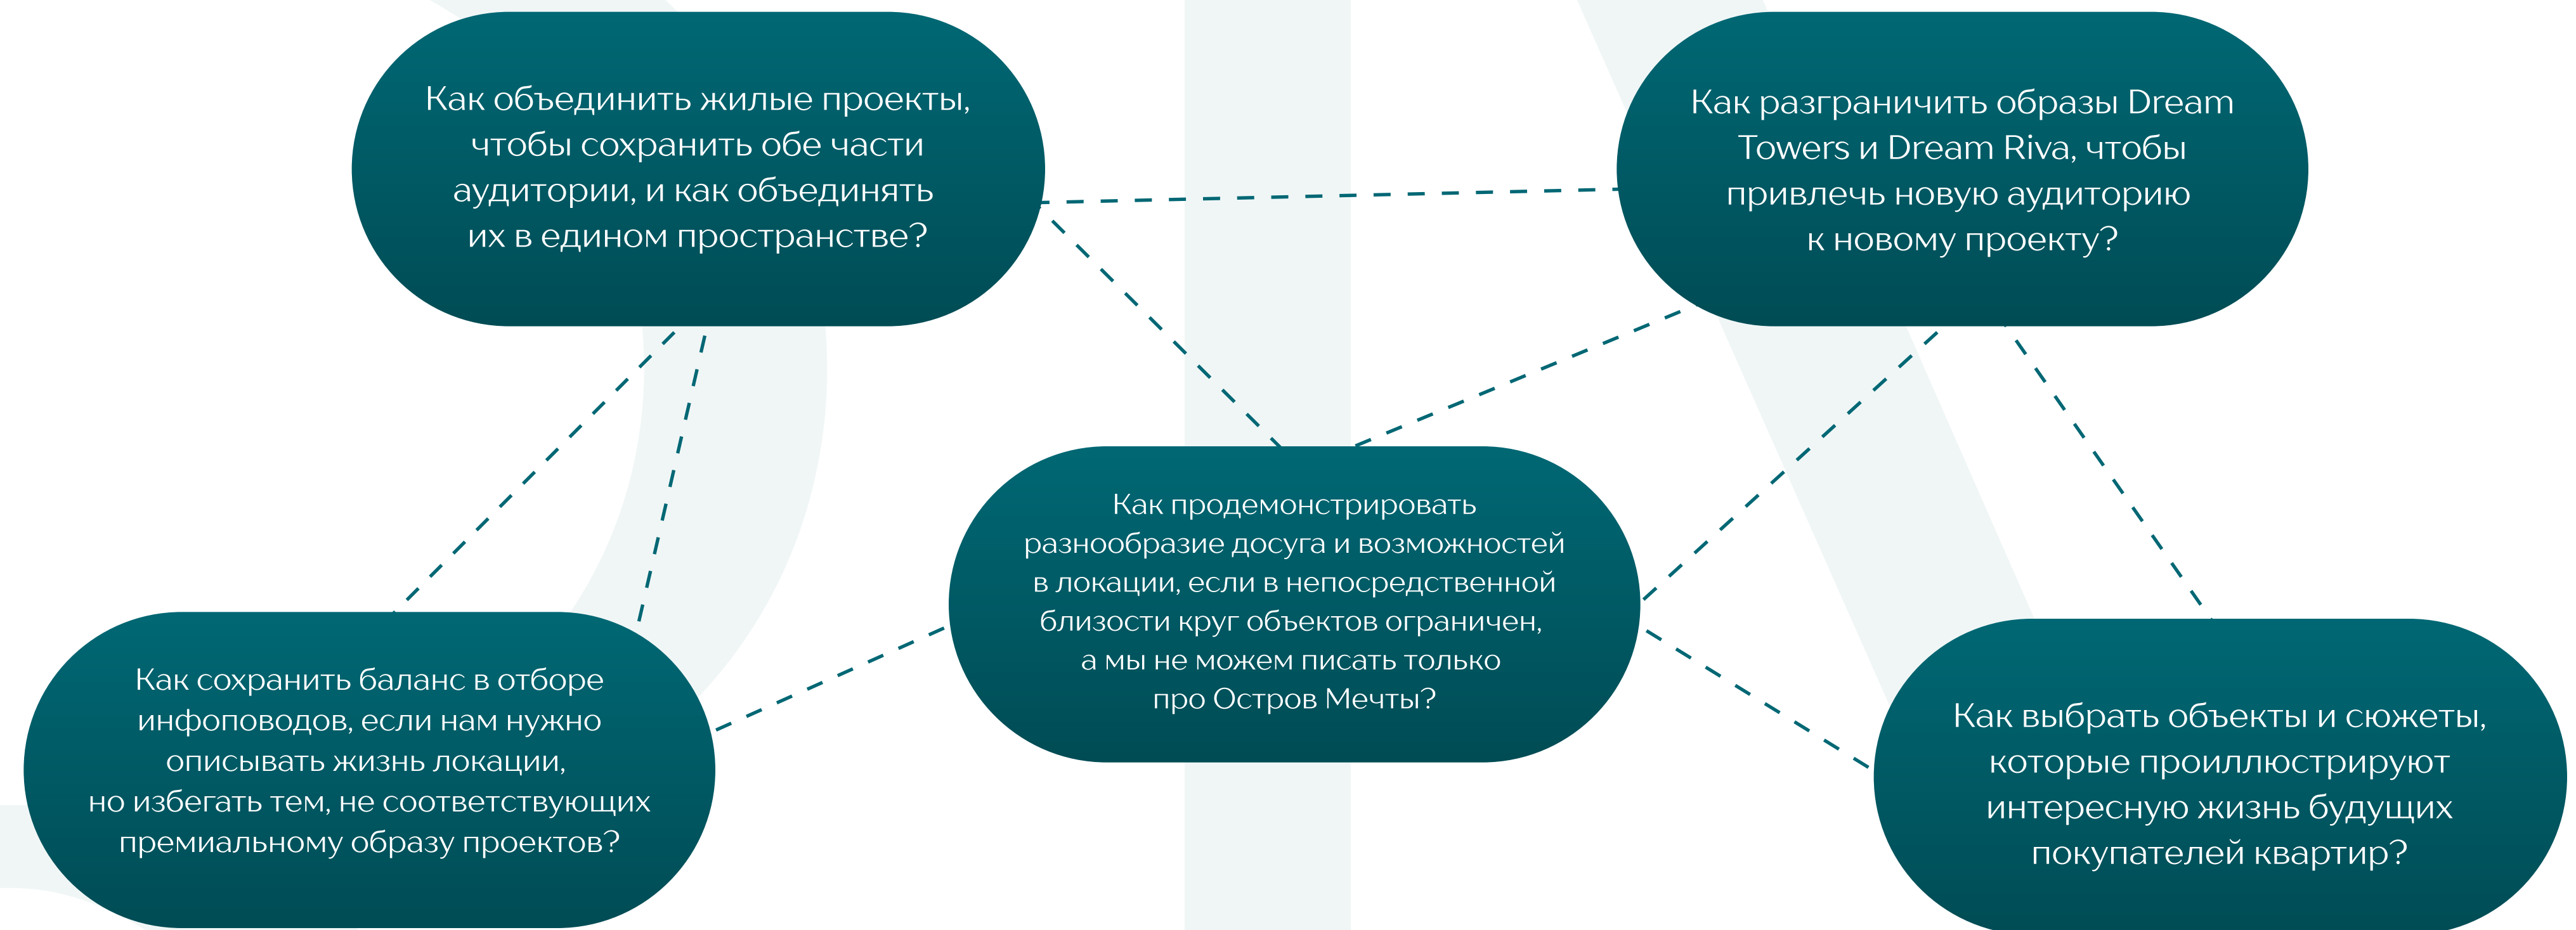 Как объединить жилые проекты,
чтобы сохранить обе части
аудитории, и как объединять
их в едином пространстве?
Как разграничить образы Dream
Towers и Dream Riva, чтобы
привлечь новую аудиторию
к новому проекту?
Как продемонстрировать
разнообразие досуга и возможностей
в локации, если в непосредственной
близости круг объектов ограничен,
а мы не можем писать только
про Остров Мечты?
Как сохранить баланс в отборе
инфоповодов, если нам нужно
описывать жизнь локации,
но избегать тем, не соответствующих
премиальному образу проектов?
Как выбрать объекты и сюжеты,
которые проиллюстрируют
интересную жизнь будущих
покупателей квартир?